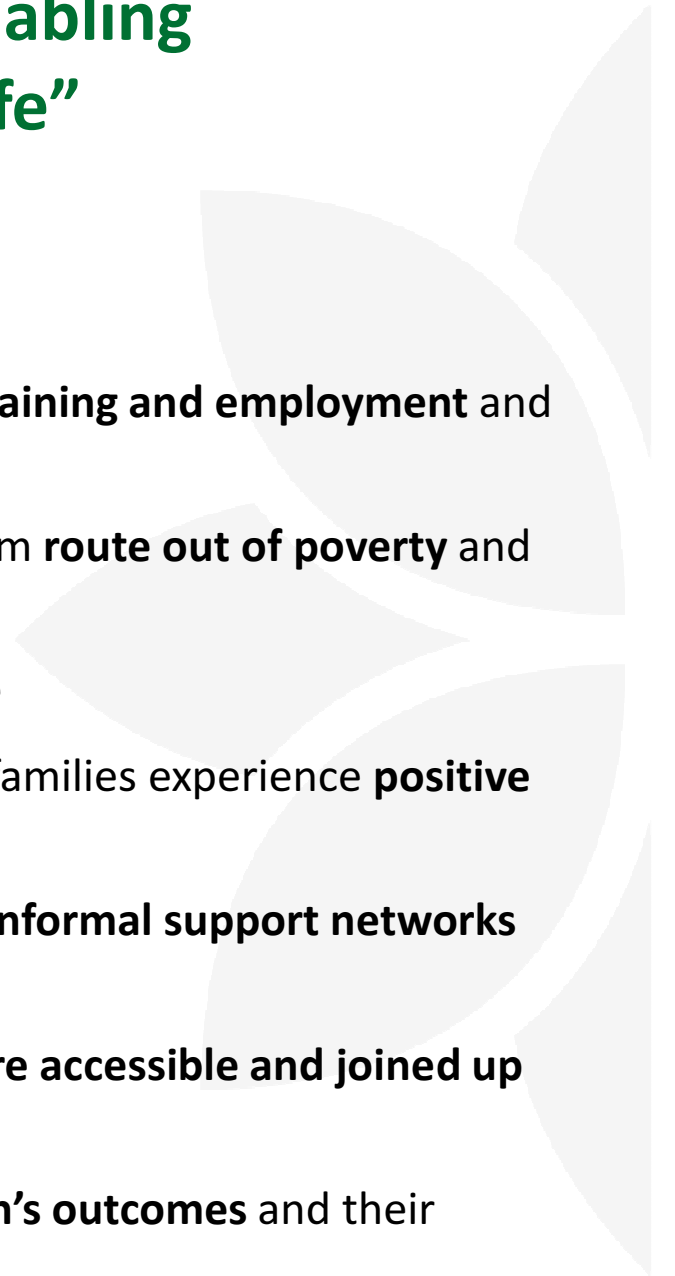 abling
fe”
aining and employment and
m route out of poverty and
families experience positive
nformal support networks
re accessible and joined up
n’s outcomes and their